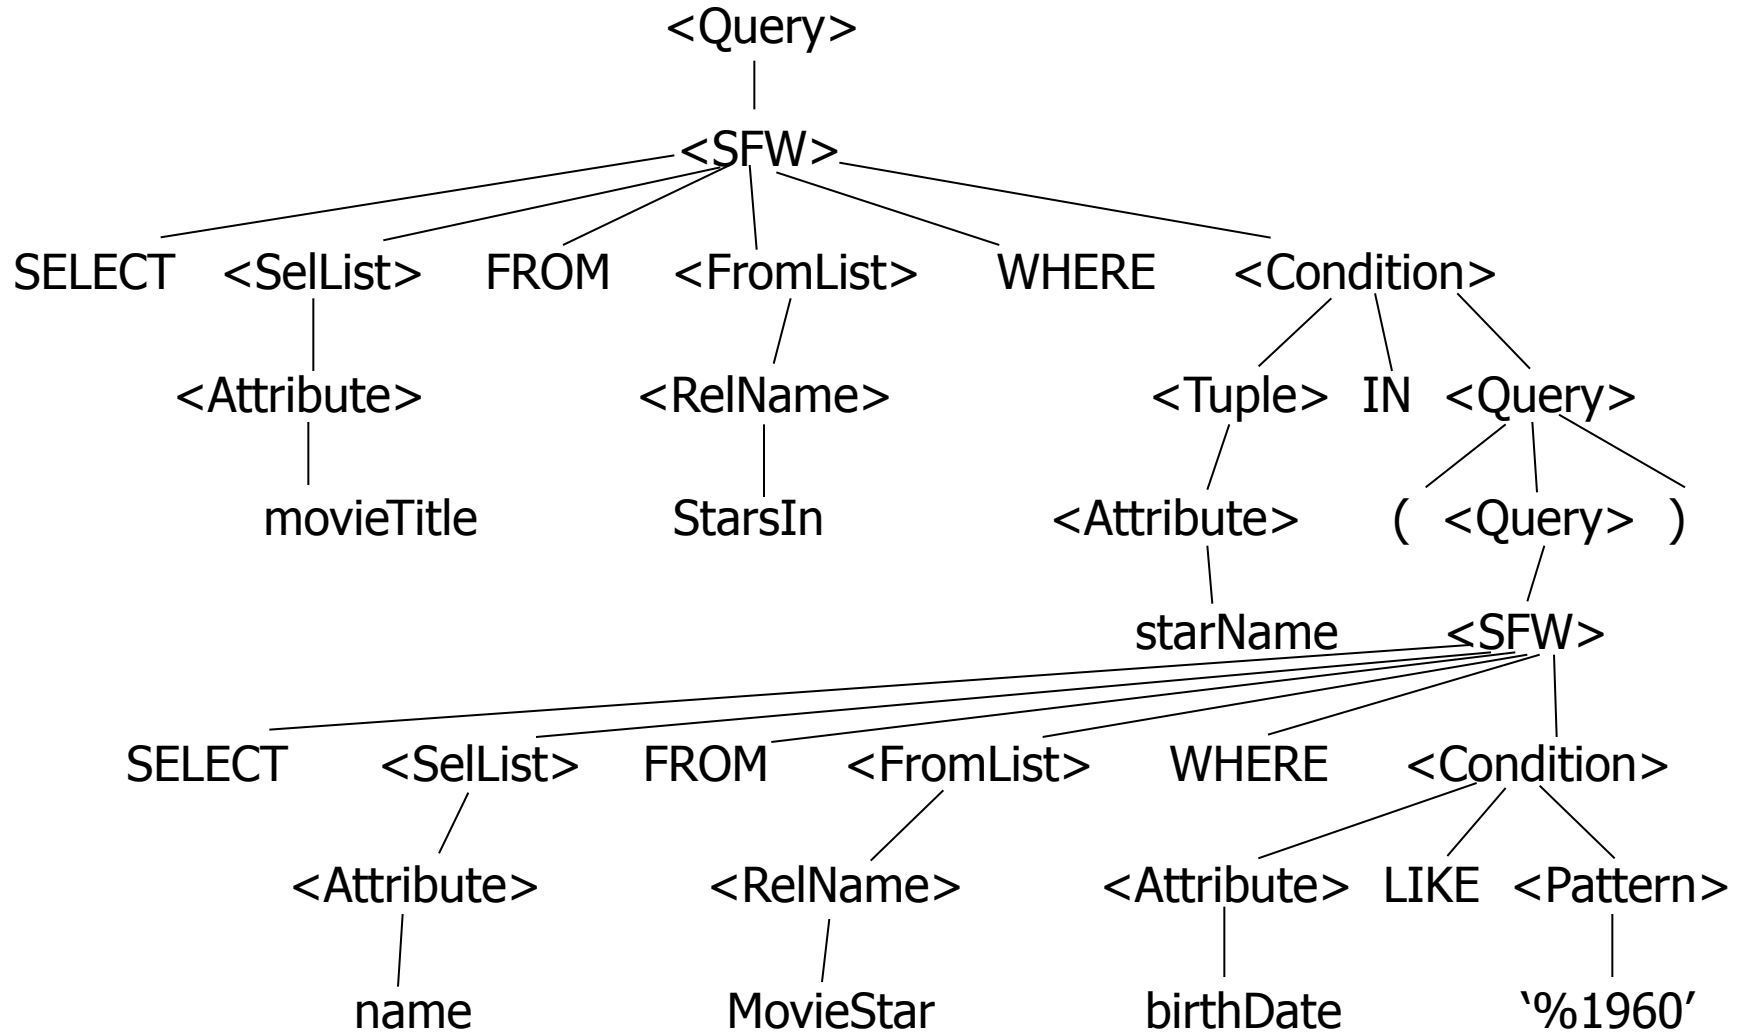 <Query>
<SFW>
SELECT <SelList> FROM <FromList> WHERE <Condition>
<Attribute> <RelName> <Tuple> IN <Query>
movieTitle StarsIn <Attribute> ( <Query> )
starName <SFW>
SELECT <SelList> FROM <FromList> WHERE <Condition>
<Attribute> <RelName> <Attribute> LIKE <Pattern>
name MovieStar birthDate ‘%1960’